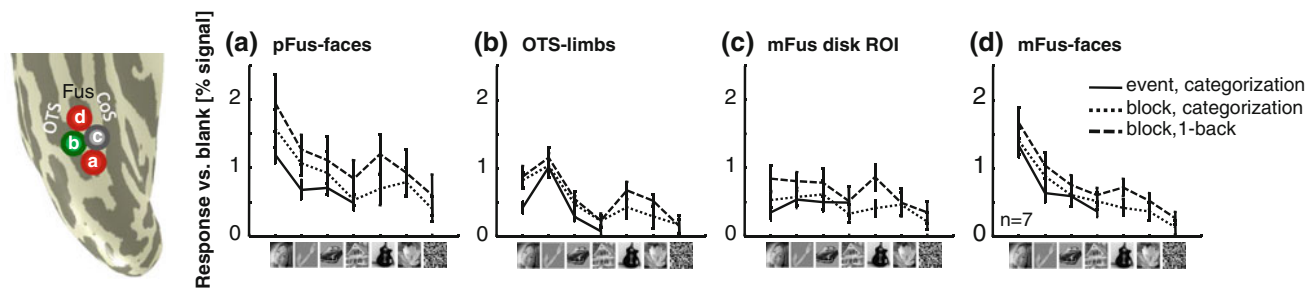 Fus
OTS
CoS
d
b
c
a
Response vs. blank [% signal]
(a) pFus-faces
2
1
0
(b) OTS-limbs
2
1
0
(c) mFus disk ROI
2
1
0
(d) mFus-faces
2
1
0
n=7
event, categorization
block, categorization
block,1-back